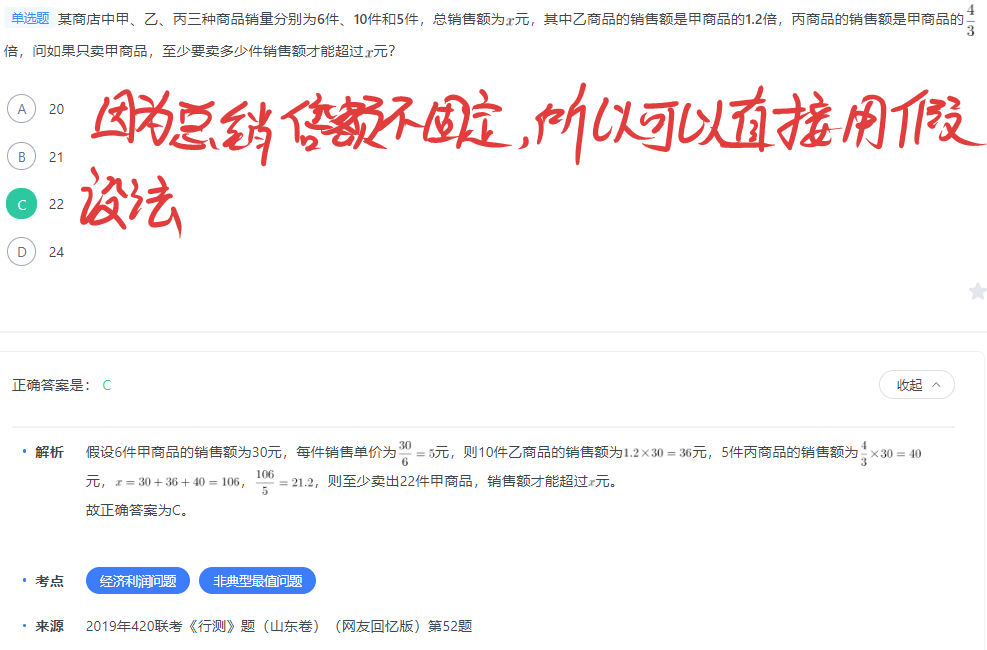 单选题 某商店中甲、乙、丙三种商品销量分别为6件、10件和5件，总销售额为x元，其中乙商品的销售额是甲商品的1.2倍，丙商品的销售额是甲商品的4/3
倍，问如果只卖甲商品，至少要卖多少件销售额才能超过x元？
A 20
因为总销售额不固定，所以可以直接用假
B 21
C 22
设法
D 24
正确答案是： C
收起
解析 假设6件甲商品的销售额为30元，每件销售单价为30/6=5元，则10件乙商品的销售额为1.2×30=36元，5件丙商品的销售额为4/3×30=40
元，x=30+36+40=106，106/5=21.2，则至少卖出22件甲商品，销售额才能超过x元。
故正确答案为C。
考点 经济利润问题 非典型最值问题
来源 2019年420联考《行测》题（山东卷）（网友回忆版）第52题